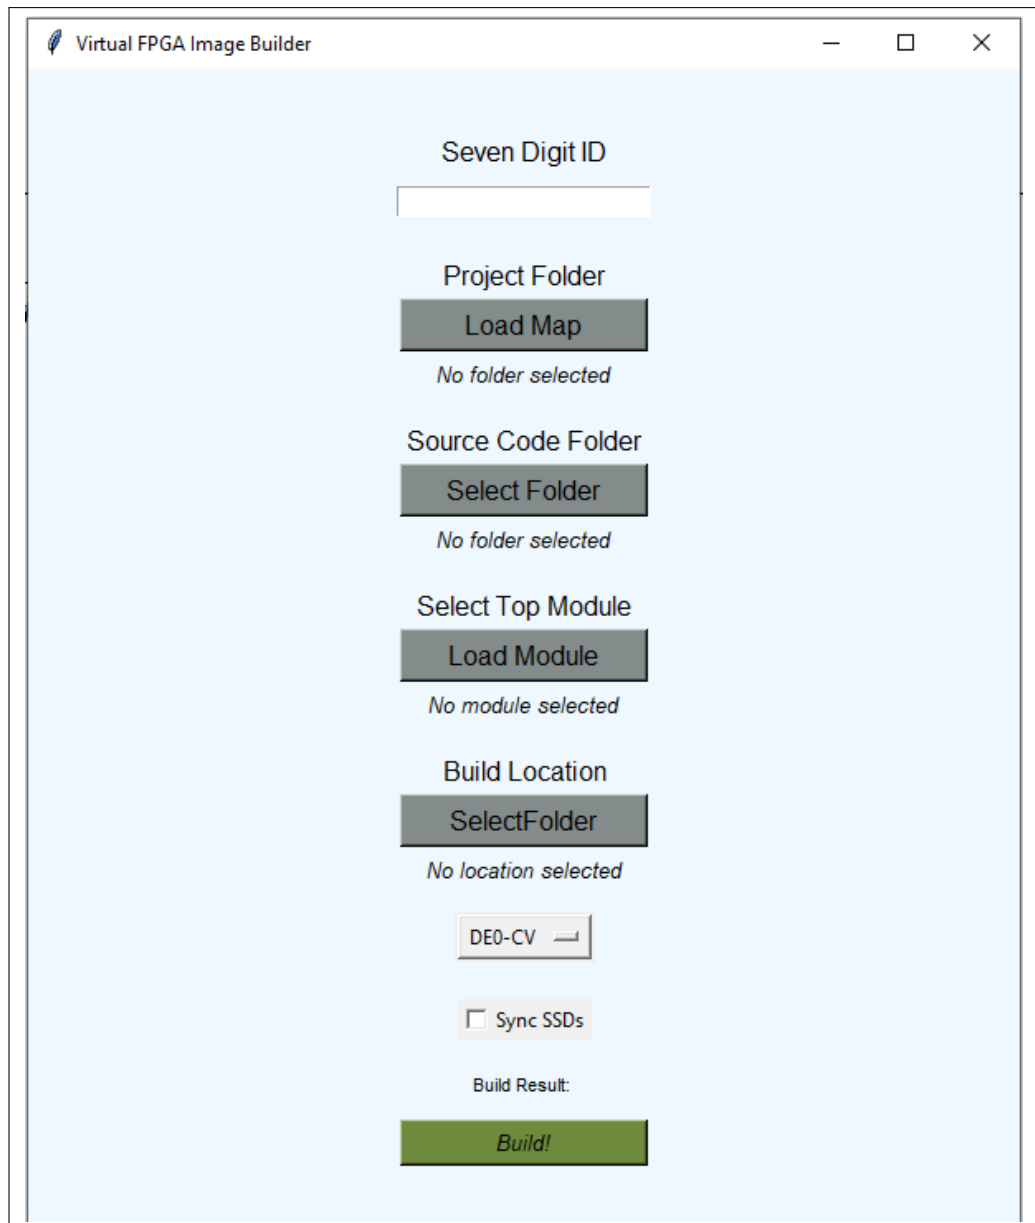 Virtual FPGA Image Builder
Seven Digit ID
Project Folder
Load Map
No folder selected
Source Code Folder
Select Folder
No folder selected
Select Top Module
Load Module
No module selected
Build Location
SelectFolder
No location selected
DE0-CV
Sync SSDs
Build Result:
Build!